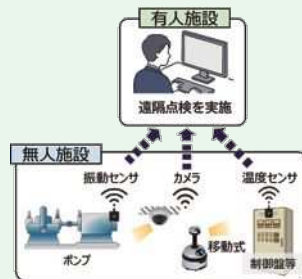 有人施設
遠隔点検を実施
無人施設
振動センサ
カメラ
温度センサ
ポンプ
移動式
制御盤等